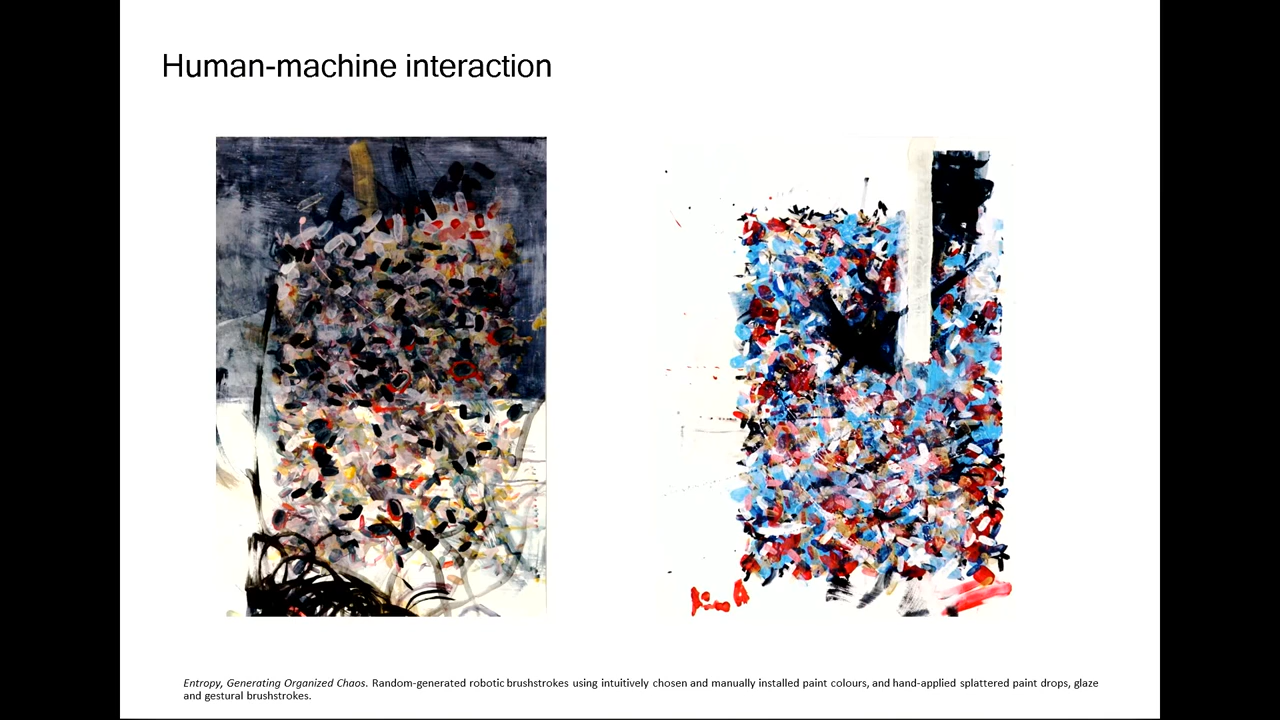 Human-machine interaction
Entropy, Generating Organized Chaos. Random-generated robotic brushstrokes using intuitively chosen and manually installed paint colours, and hand-applied splattered paint drops, glaze
and gestural brushstrokes.